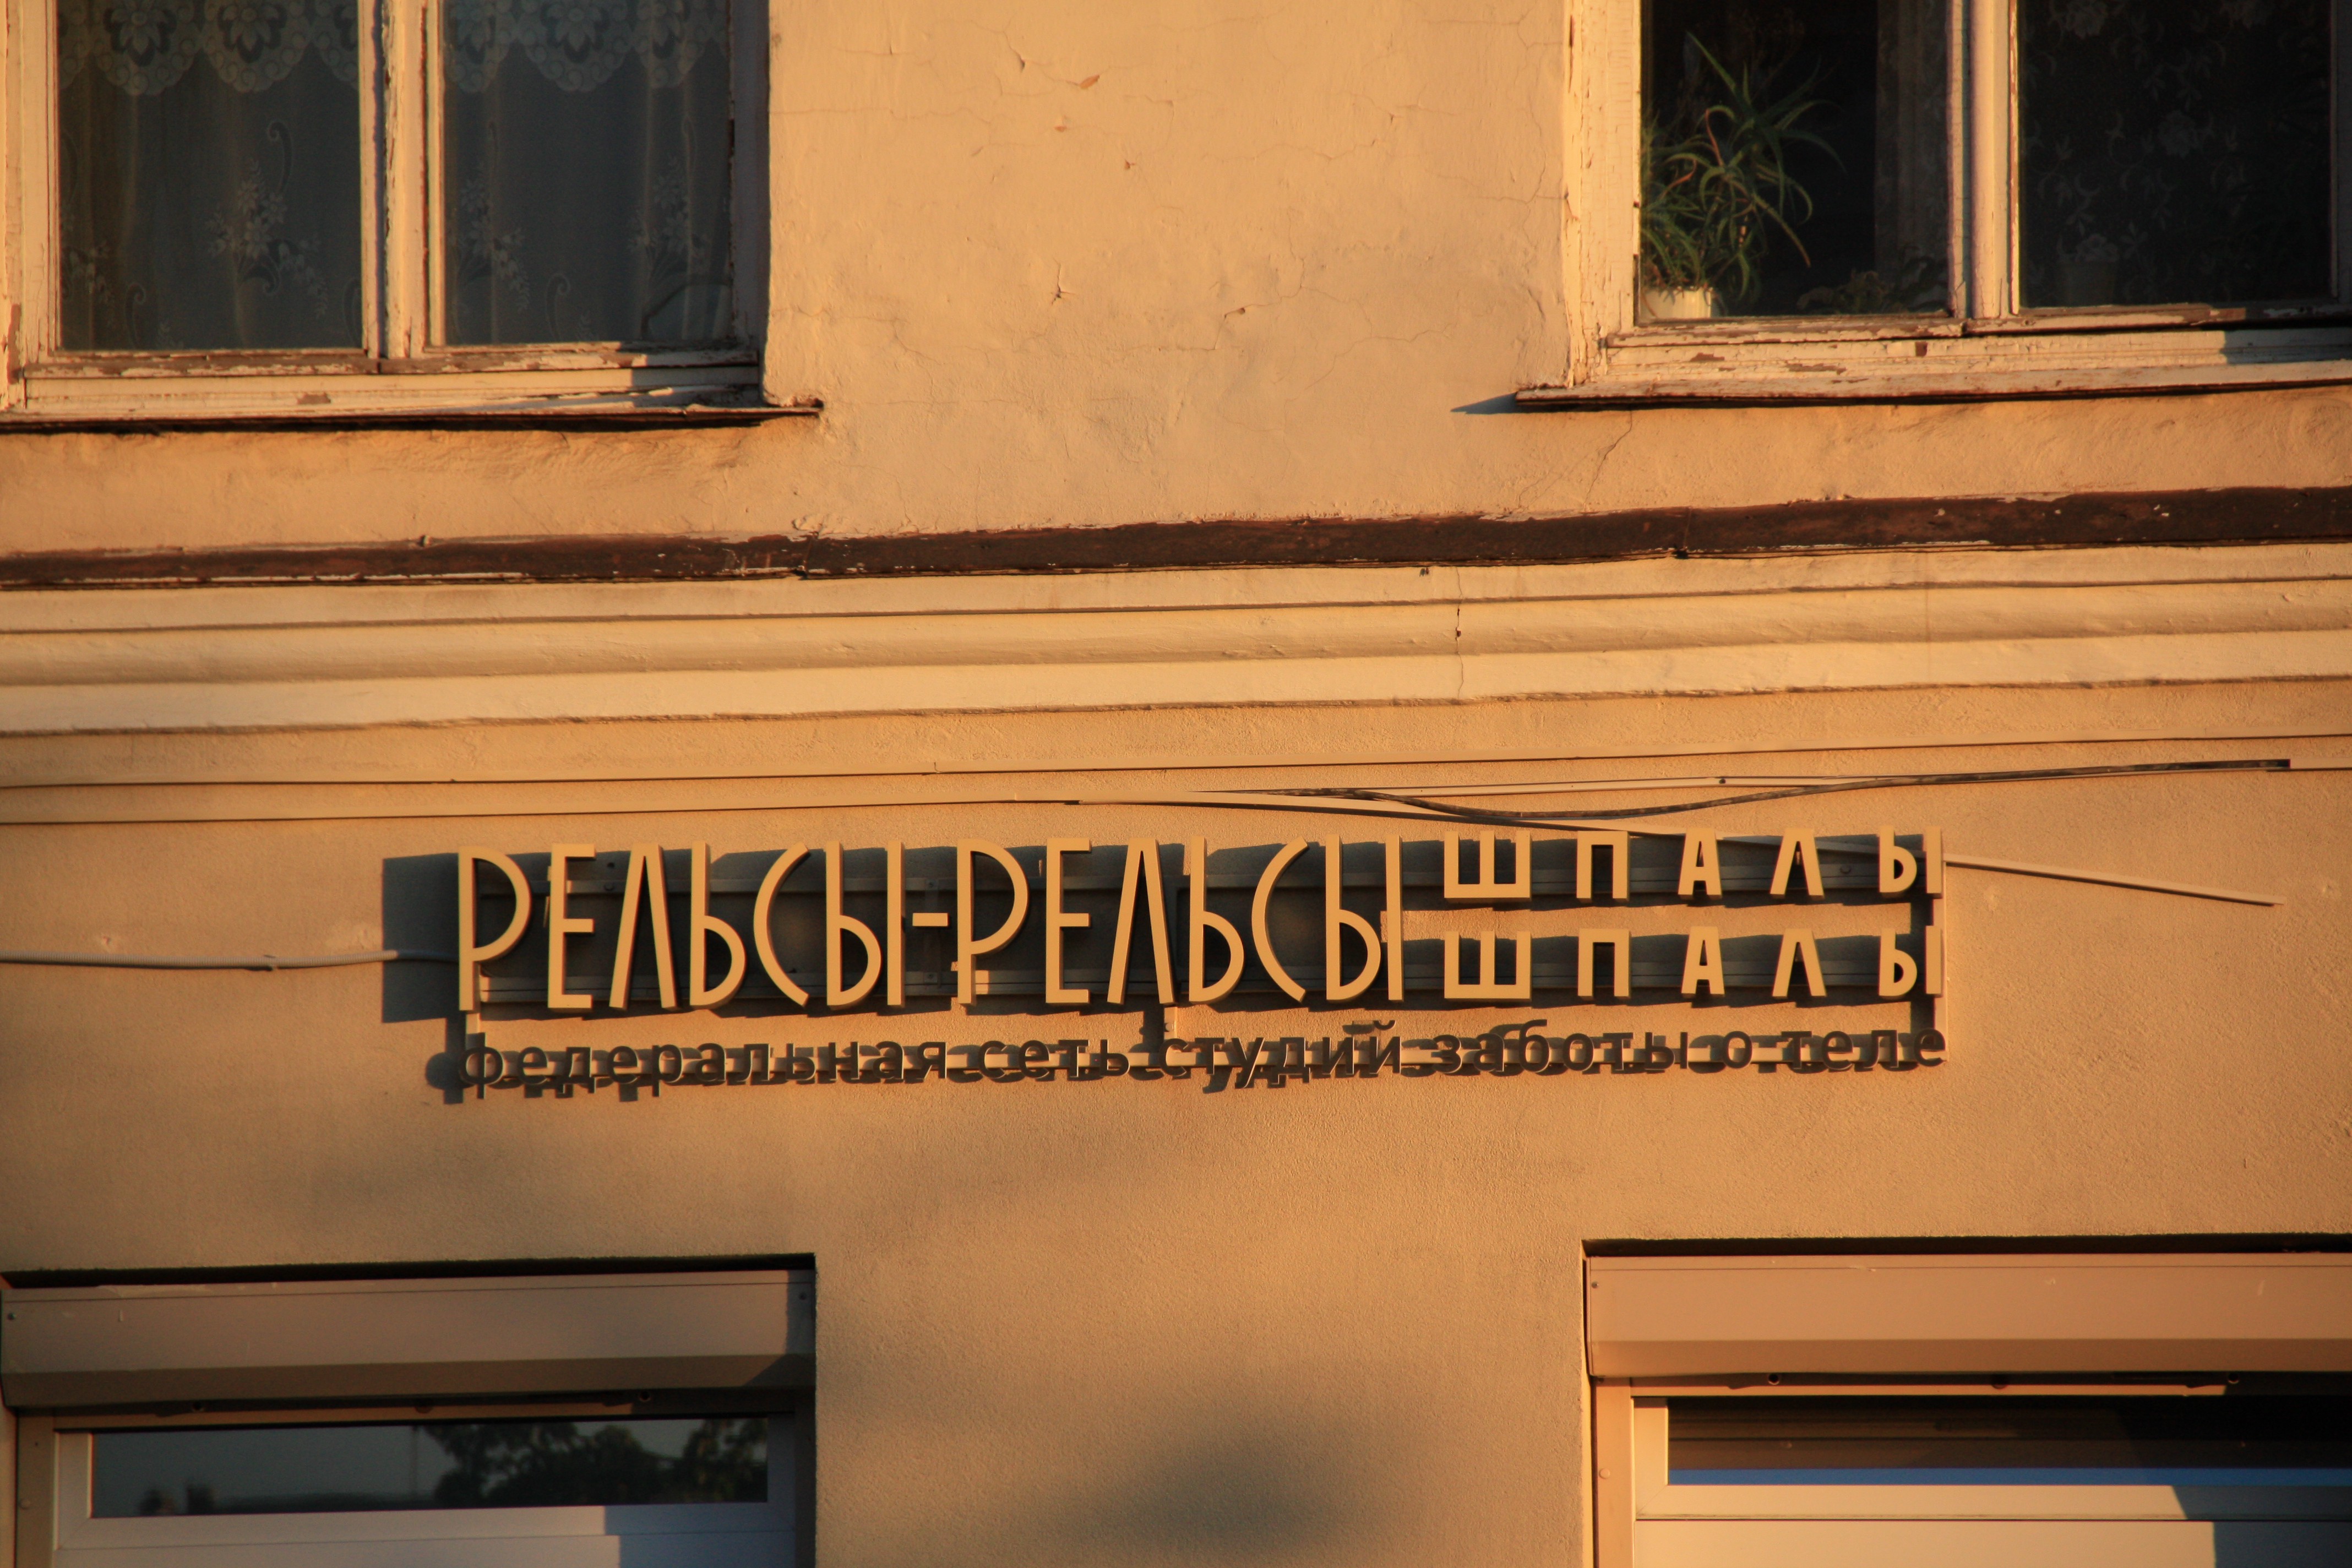 РЕЛЬСЫ-РЕЛЬСЫ
ШПАЛЫ
ШПАЛЫ
федеральная сеть студий заботы о теле